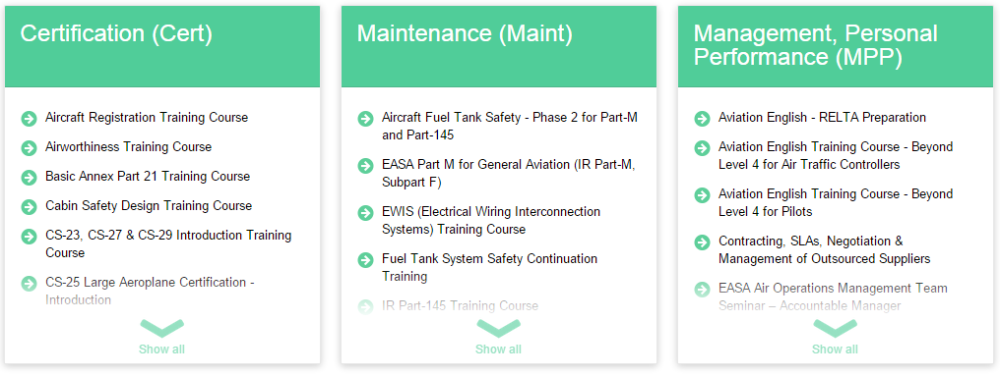 Certification (Cert)
Aircraft Registration Training Course
Airworthiness Training Course
Basic Annex Part 21 Training Course
Cabin Safety Design Training Course
CS-23, CS-27 & CS-29 Introduction Training
Course
CS-25 Large Aeroplane Certification -
Introduction
Show all
Maintenance (Maint)
Aircraft Fuel Tank Safety - Phase 2 for Part-M
and Part-145
EASA Part M for General Aviation (IR Part-M,
Subpart F)
EWIS (Electrical Wiring Interconnection
Systems) Training Course
Fuel Tank System Safety Continuation
Training
IR Part-145 Training Course
Show all
Management, Personal
Performance (MPP)
Aviation English - RELTA Preparation
Aviation English Training Course - Beyond
Level 4 for Air Traffic Controllers
Aviation English Training Course - Beyond
Level 4 for Pilots
Contracting, SLAs, Negotiation &
Management of Outsourced Suppliers
EASA Air Operations Management Team
Seminar – Accountable Manager
Show all